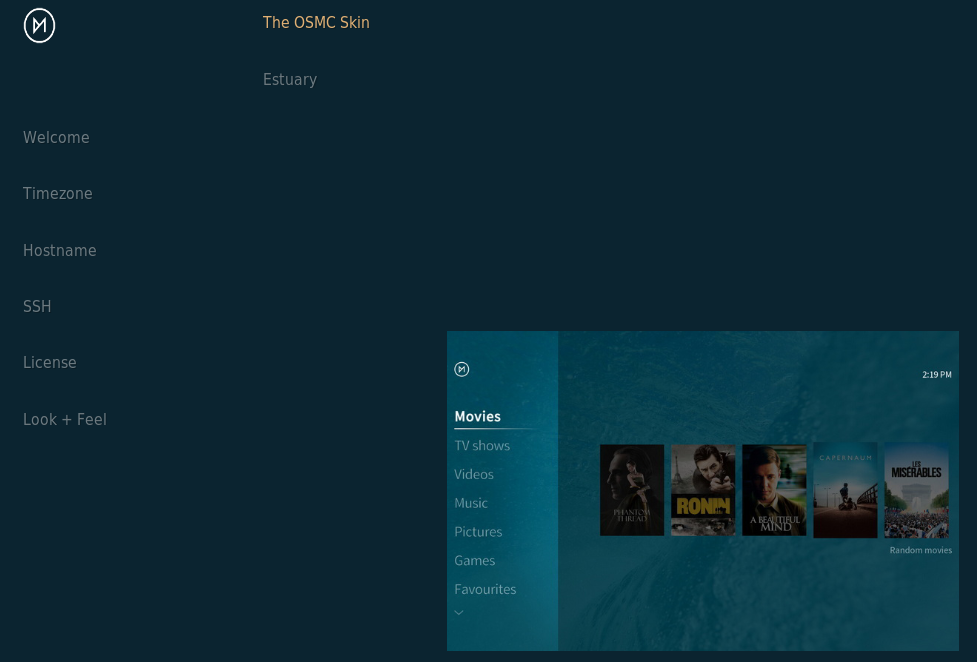 The OSMC Skin
Estuary
Welcome
Timezone
Hostname
SSH
License
Look + Feel
2:19 PM
Movies
TV shows
Videos
Music
Pictures
Games
Favourites
PHANTOM
THREAD
RONIN
A BEAUTIFUL
MIND
CAPERNAUM
LES
MISÉRABLES
Random movies